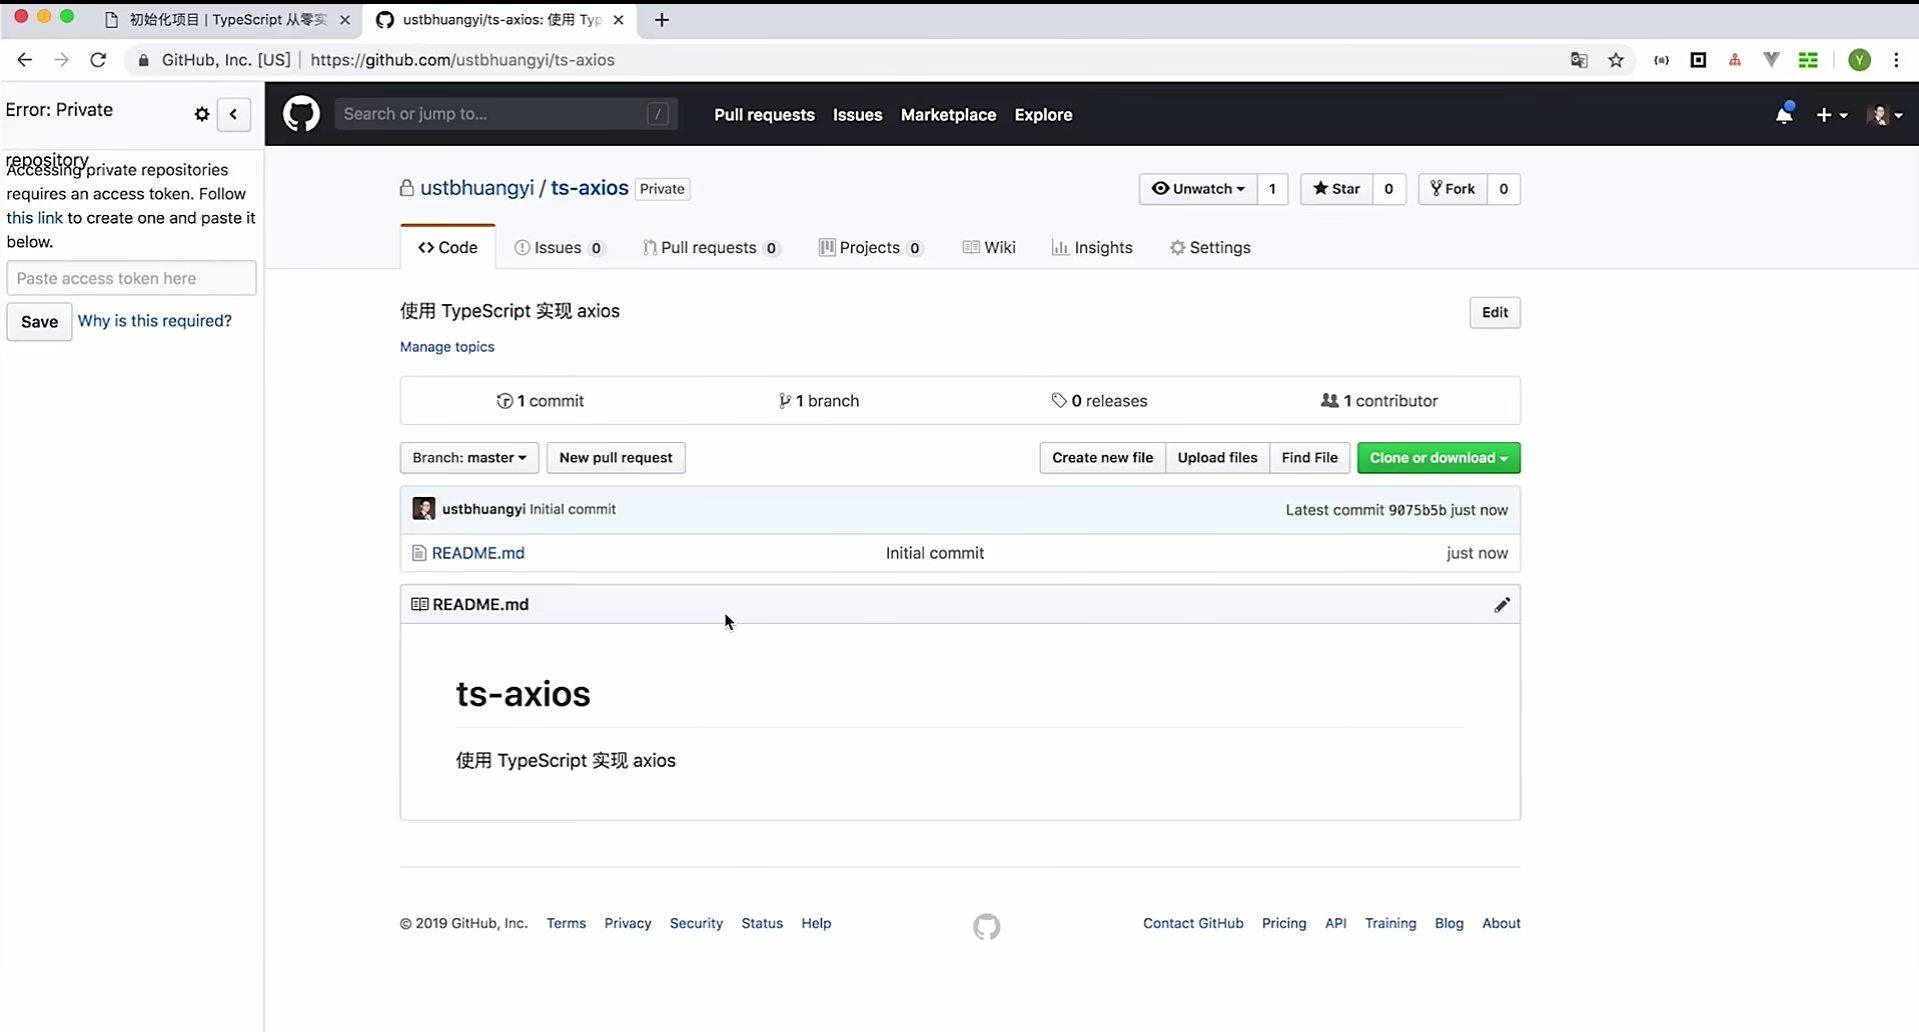 初始化项目 | TypeScript 从零实
ustbhuangyi/ts-axios: 使用 Typ
GitHub, Inc. [US] | https://github.com/ustbhuangyi/ts-axios
Y
Error: Private
repository
Accessing private repositories
requires an access token. Follow
this link to create one and paste it
below.
Paste access token here
Save Why is this required?
Search or jump to... /
Pull requests Issues Marketplace Explore
ustbhuangyi / ts-axios Private
Unwatch 1 Star 0 Fork 0
Code Issues 0 Pull requests 0 Projects 0 Wiki Insights Settings
使用 TypeScript 实现 axios
Edit
Manage topics
1 commit 1 branch 0 releases 1 contributor
Branch: master New pull request Create new file Upload files Find File Clone or download
ustbhuangyi Initial commit Latest commit 9075b5b just now
README.md Initial commit just now
README.md
ts-axios
使用 TypeScript 实现 axios
© 2019 GitHub, Inc. Terms Privacy Security Status Help Contact GitHub Pricing API Training Blog About